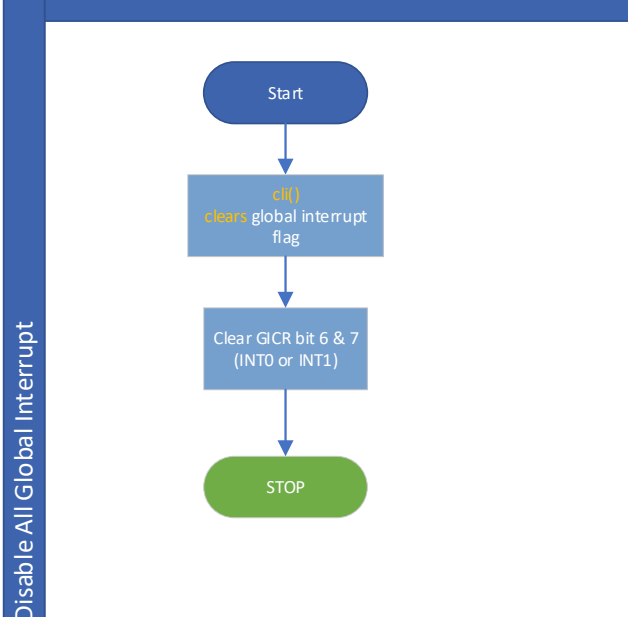 Disable All Global Interrupt
Start
cli()
clears global interrupt
flag
Clear GICR bit 6 & 7
(INT0 or INT1)
STOP